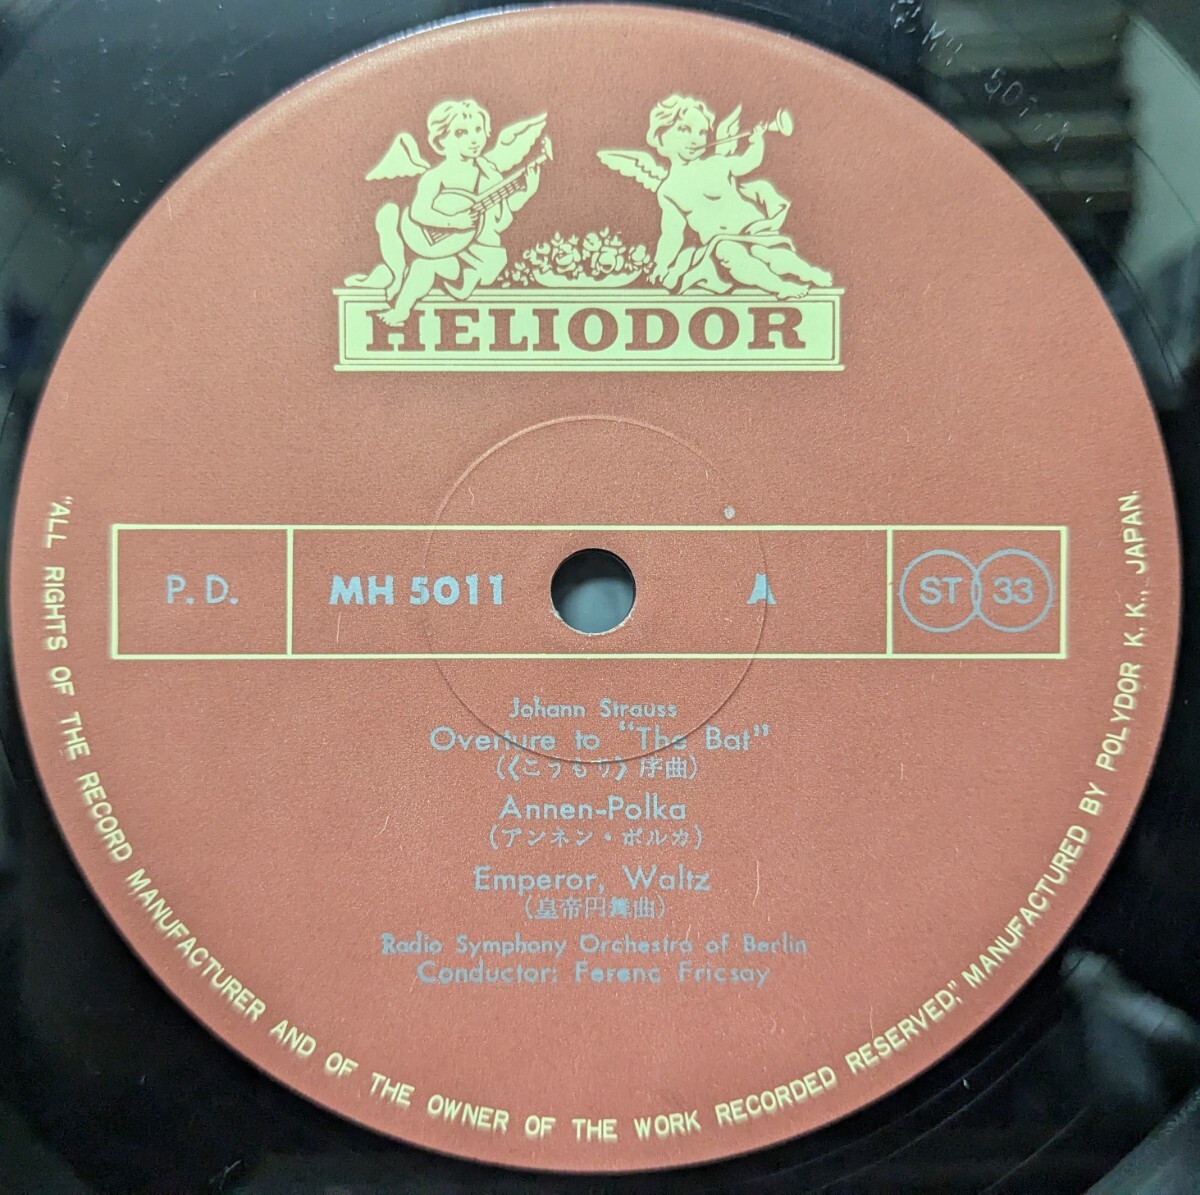 HELIODOR
P. D.
MH 5011
A
ST 33
Johann Strauss
Overture to “The Bat”
(〈こうもり〉序曲)
Annen-Polka
(アンネン・ポルカ)
Emperor, Waltz
(皇帝円舞曲)
Radio Symphony Orchestra of Berlin
Conductor: Ferenc Fricsay
“ALL RIGHTS OF THE RECORD MANUFACTURER AND OF THE OWNER OF THE WORK RECORDED RESERVED,” MANUFACTURED BY POLYDOR K. K., JAPAN.